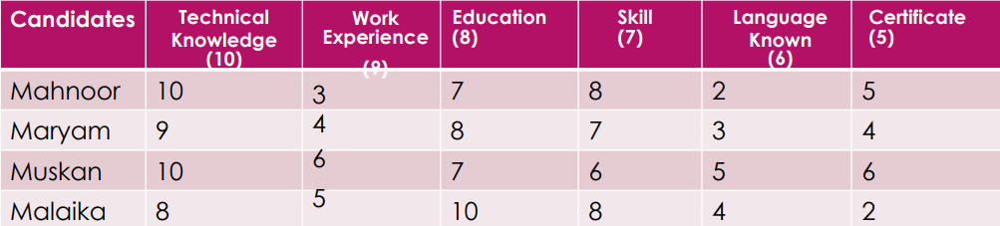 Candidates Technical Knowledge (10) Work Experience (9) Education (8) Skill (7) Language Known (6) Certificate (5)
Mahnoor 10 3 7 8 2 5
Maryam 9 4 8 7 3 4
Muskan 10 6 7 6 5 6
Malaika 8 5 10 8 4 2